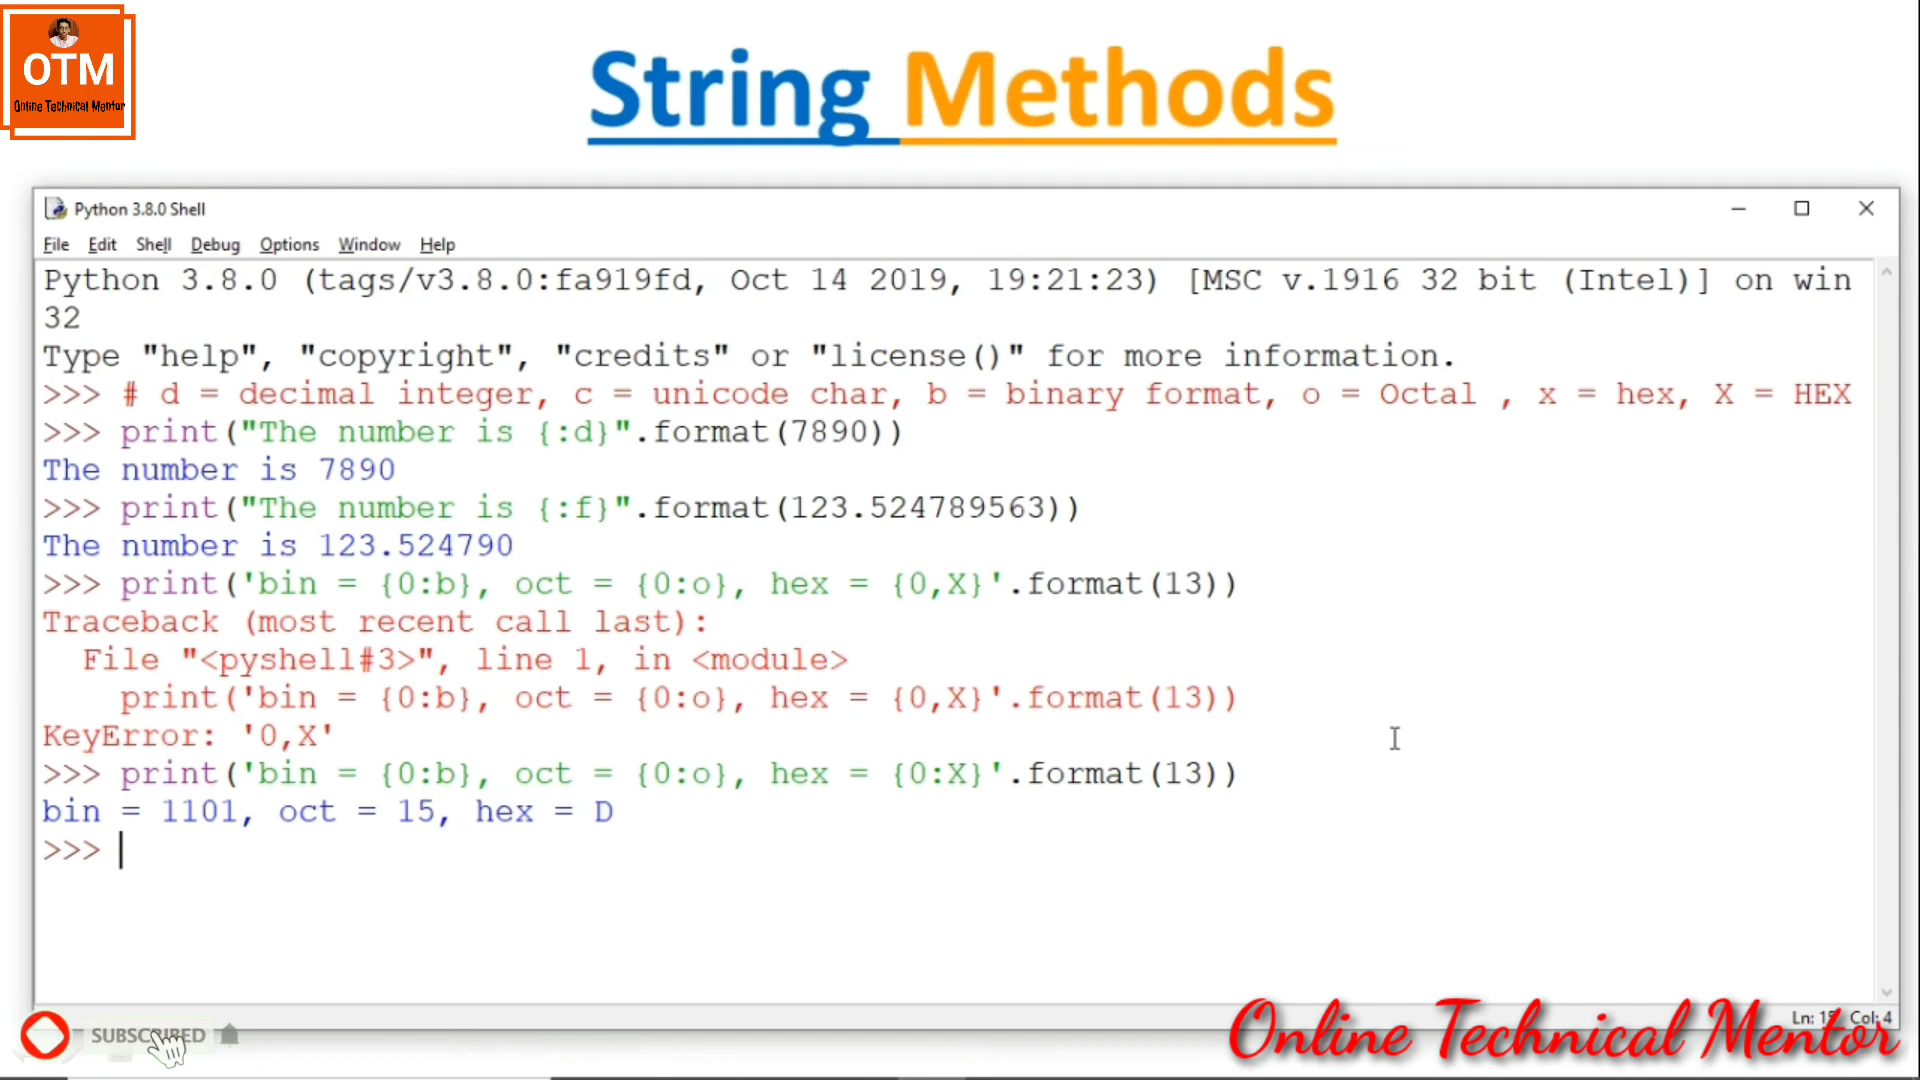 OTM
Online Technical Mentor
String Methods
Python 3.8.0 Shell
File Edit Shell Debug Options Window Help
Python 3.8.0 (tags/v3.8.0:fa919fd, Oct 14 2019, 19:21:23) [MSC v.1916 32 bit (Intel)] on win
32
Type "help", "copyright", "credits" or "license()" for more information.
>>> # d = decimal integer, c = unicode char, b = binary format, o = Octal , x = hex, X = HEX
>>> print("The number is {:d}".format(7890))
The number is 7890
>>> print("The number is {:f}".format(123.524789563))
The number is 123.524790
>>> print('bin = {0:b}, oct = {0:o}, hex = {0,X}'.format(13))
Traceback (most recent call last):
  File "<pyshell#3>", line 1, in <module>
    print('bin = {0:b}, oct = {0:o}, hex = {0,X}'.format(13))
KeyError: '0,X'
>>> print('bin = {0:b}, oct = {0:o}, hex = {0:X}'.format(13))
bin = 1101, oct = 15, hex = D
>>>
Ln: Col: 4
SUBSCRIBED
Online Technical Mentor